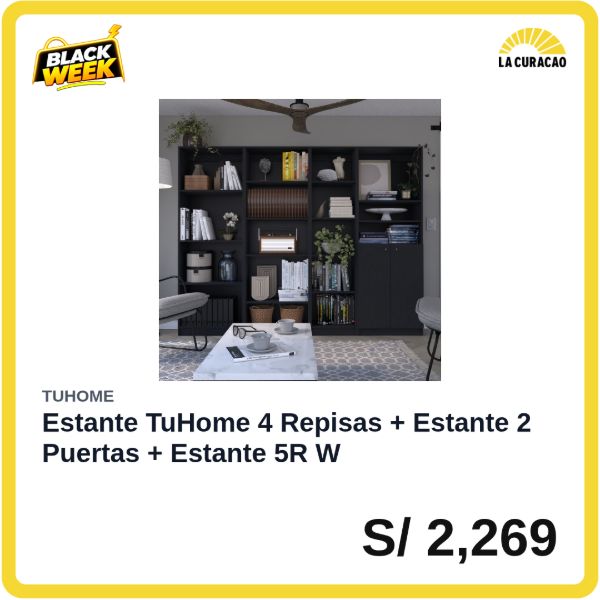 BLACK
WEEK
LA CURACAO
TUHOME
Estante TuHome 4 Repisas + Estante 2
Puertas + Estante 5R W
S/ 2,269